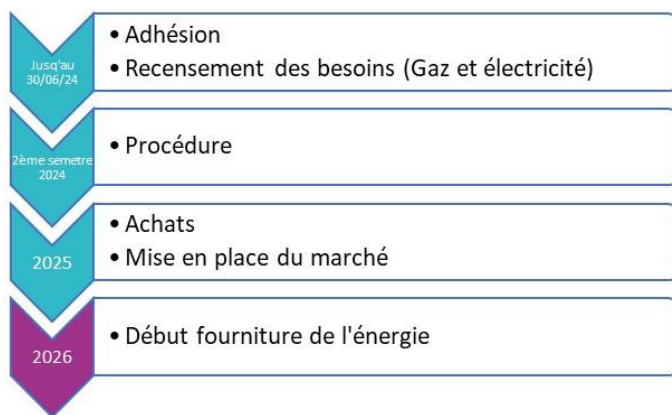 Jusqu'au
30/06/24
• Adhésion
• Recensement des besoins (Gaz et électricité)
2ème semetre
2024
• Procédure
2025
• Achats
• Mise en place du marché
2026
• Début fourniture de l'énergie